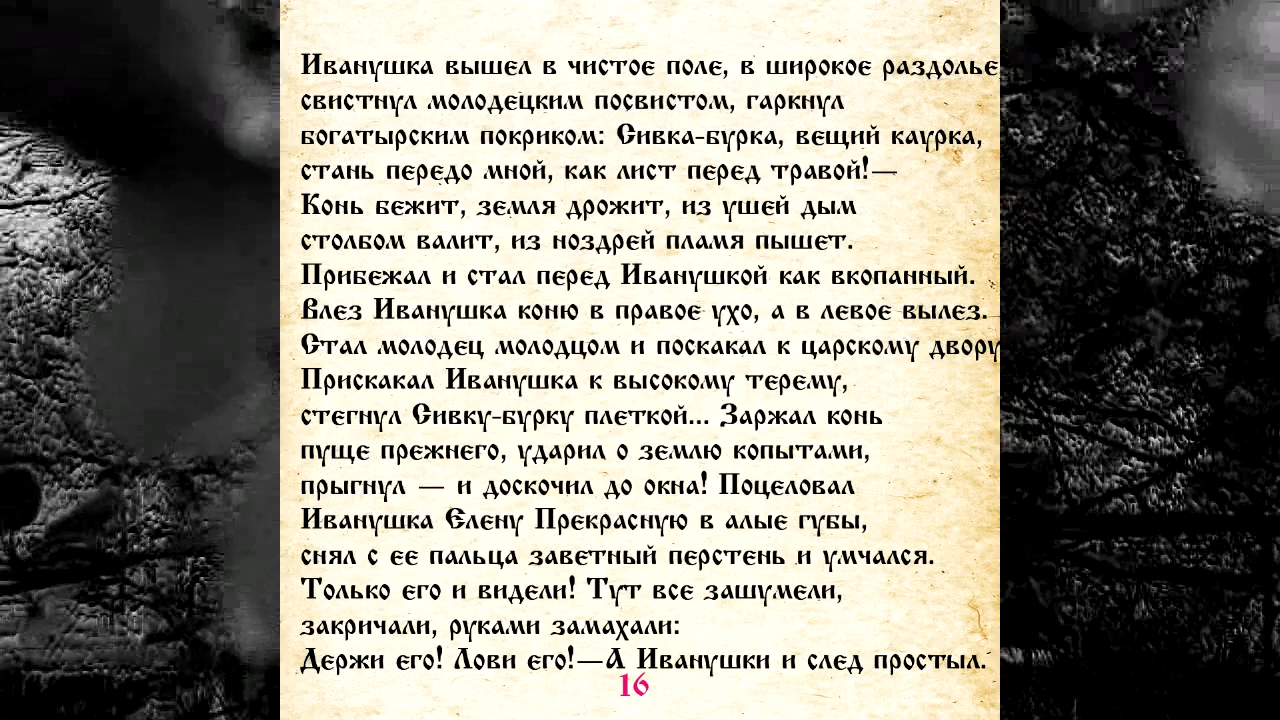 Иванушка вышел в чистое поле, в широкое раздолье
свистнул молодецким посвистом, гаркнул
богатырским покриком: Сивка-бурка, вещий каурка,
стань передо мной, как лист перед травой!—
Конь бежит, земля дрожит, из ушей дым
столбом валит, из ноздрей пламя пышет.
Прибежал и стал перед Иванушкой как вкопанный.
Влез Иванушка коню в правое ухо, а в левое вылез.
Стал молодец молодцом и поскакал к царскому двору
Прискакал Иванушка к высокому терему,
стегнул Сивку-бурку плеткой... Заржал конь
пуще прежнего, ударил о землю копытами,
прыгнул — и доскочил до окна! Поцеловал
Иванушка Елену Прекрасную в алые губы,
снял с ее пальца заветный перстень и умчался.
Только его и видели! Тут все зашумели,
закричали, руками замахали:
Держи его! Лови его!—А Иванушки и след простыл.
16